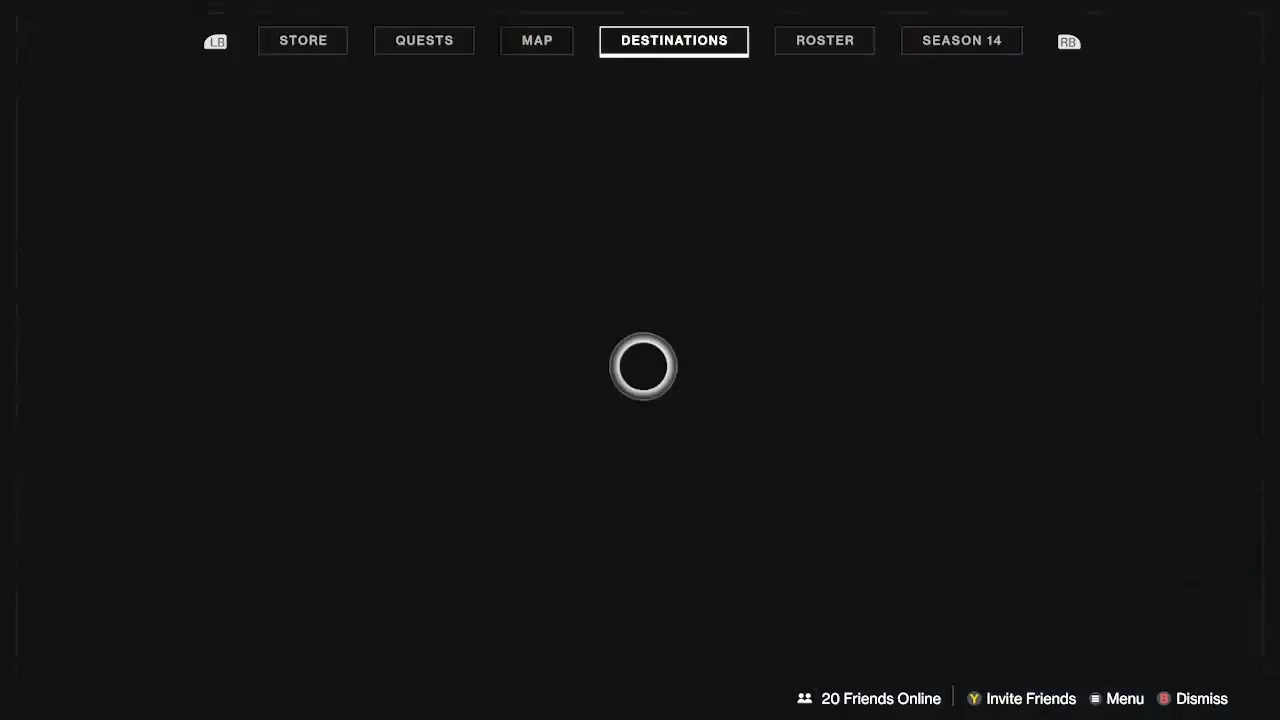 LB STORE QUESTS MAP DESTINATIONS ROSTER SEASON 14 RB
20 Friends Online Y Invite Friends Menu B Dismiss